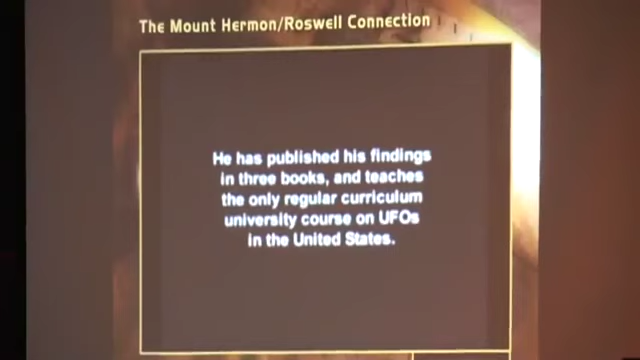 The Mount Hermon/Roswell Connection
He has published his findings
in three books, and teaches
the only regular curriculum
university course on UFOs
in the United States.